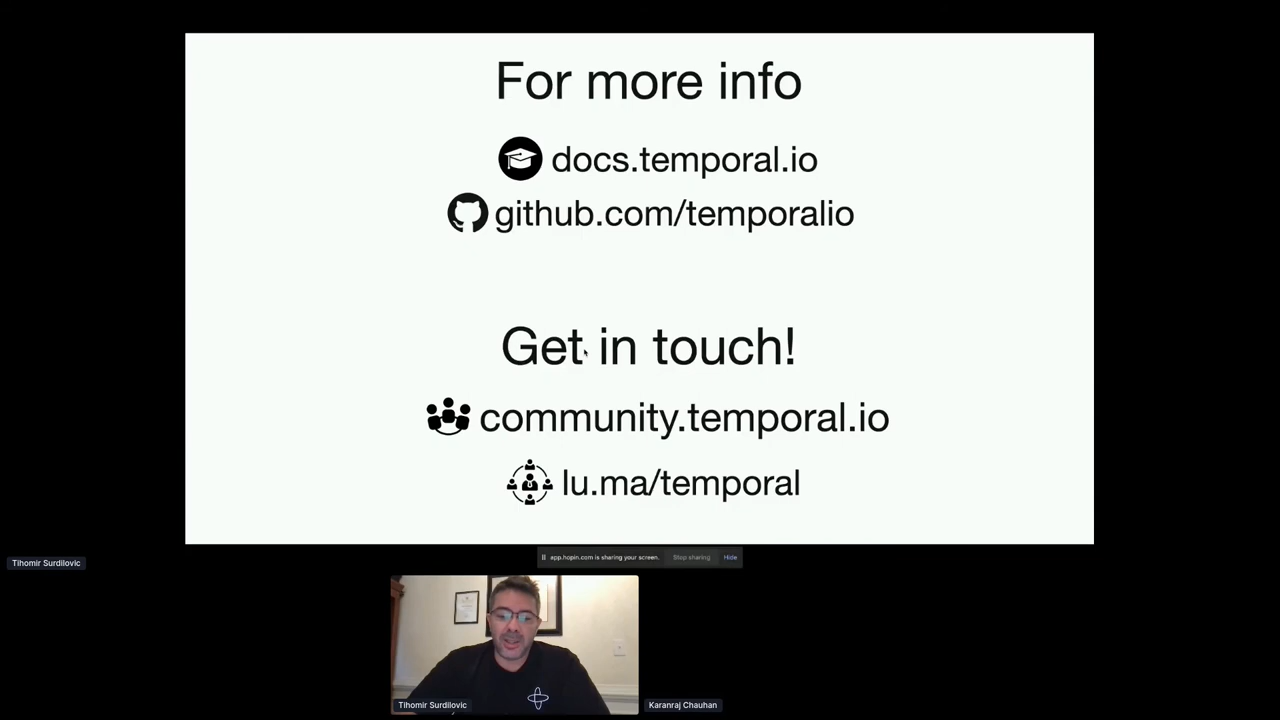 For more info
docs.temporal.io
github.com/temporalio
Get in touch!
community.temporal.io
lu.ma/temporal
Tihomir Surdilovic
app.hopin.com is sharing your screen.
Stop sharing
Hide
Tihomir Surdilovic
Karanraj Chauhan